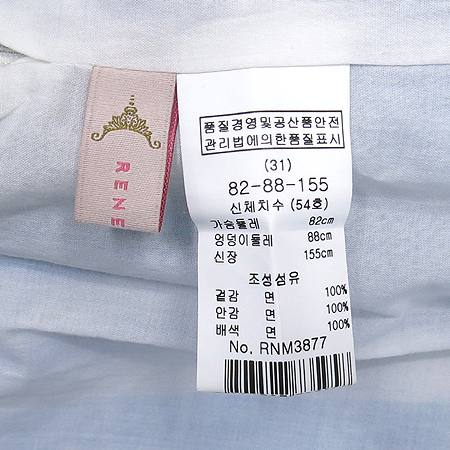 RENE
품질경영및공산품안전
관리법에의한품질표시
(31)
82-88-155
신체치수 (54호)
가슴둘레 82cm
엉덩이둘레 88cm
신장 155cm
조성섬유
겉감 면 100%
안감 면 100%
배색 면 100%
No. RNM3877